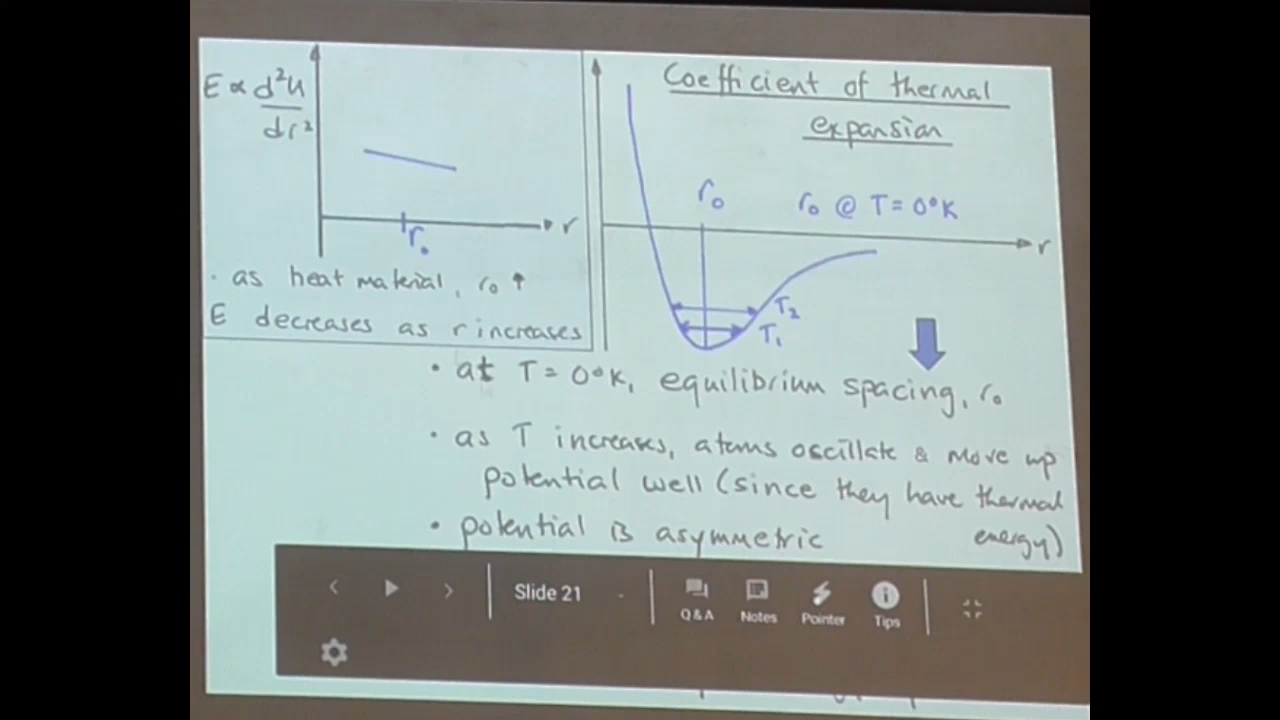 E ∝ d²U
dr²
r
r₀
· as heat material, r₀ ↑
E decreases as r increases
Coefficient of thermal
expansion
r₀
r₀ @ T = 0°K
r
T₂
T₁
• at T = 0°K, equilibrium spacing, r₀
• as T increases, atoms oscillate & move up
potential well (since they have thermal
energy)
• potential is asymmetric
Slide 21
Q&A
Notes
Pointer
Tips